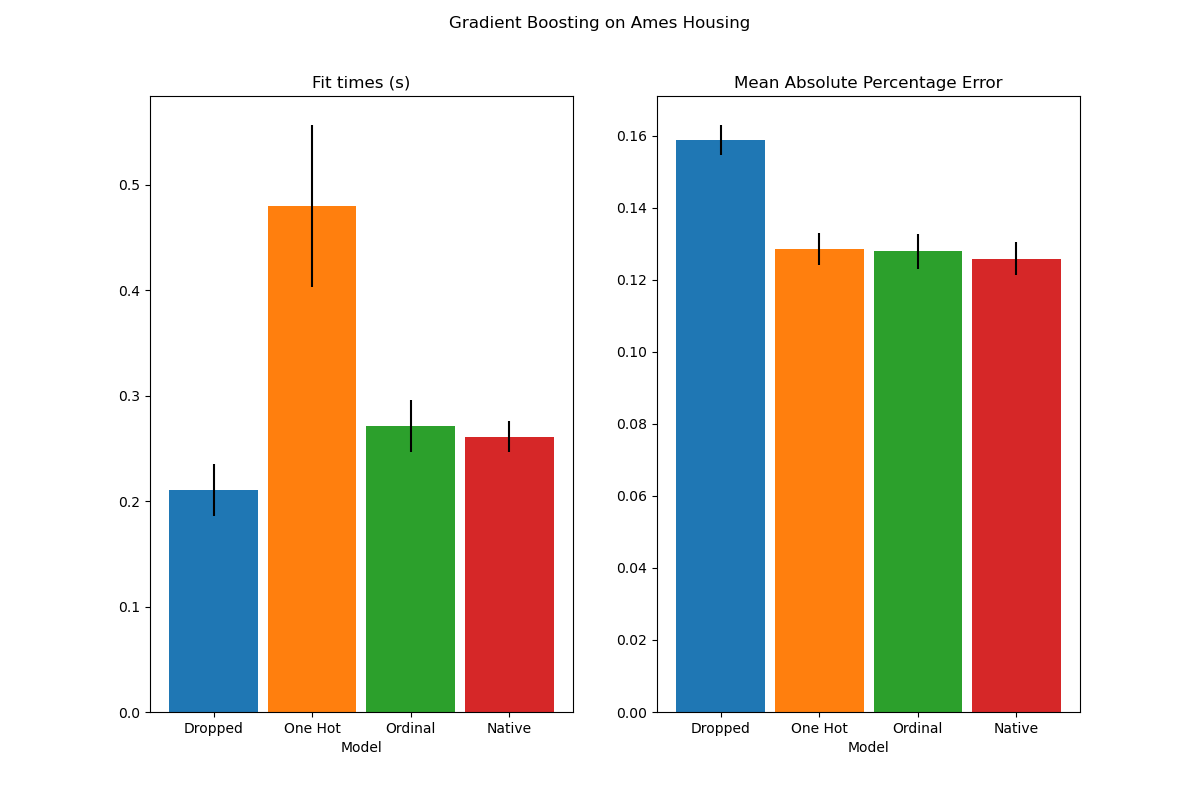 Gradient Boosting on Ames Housing
Fit times (s)
0.5
0.4
0.3
0.2
0.1
0.0
Dropped One Hot Ordinal Native
Model
Mean Absolute Percentage Error
0.16
0.14
0.12
0.10
0.08
0.06
0.04
0.02
0.00
Dropped One Hot Ordinal Native
Model